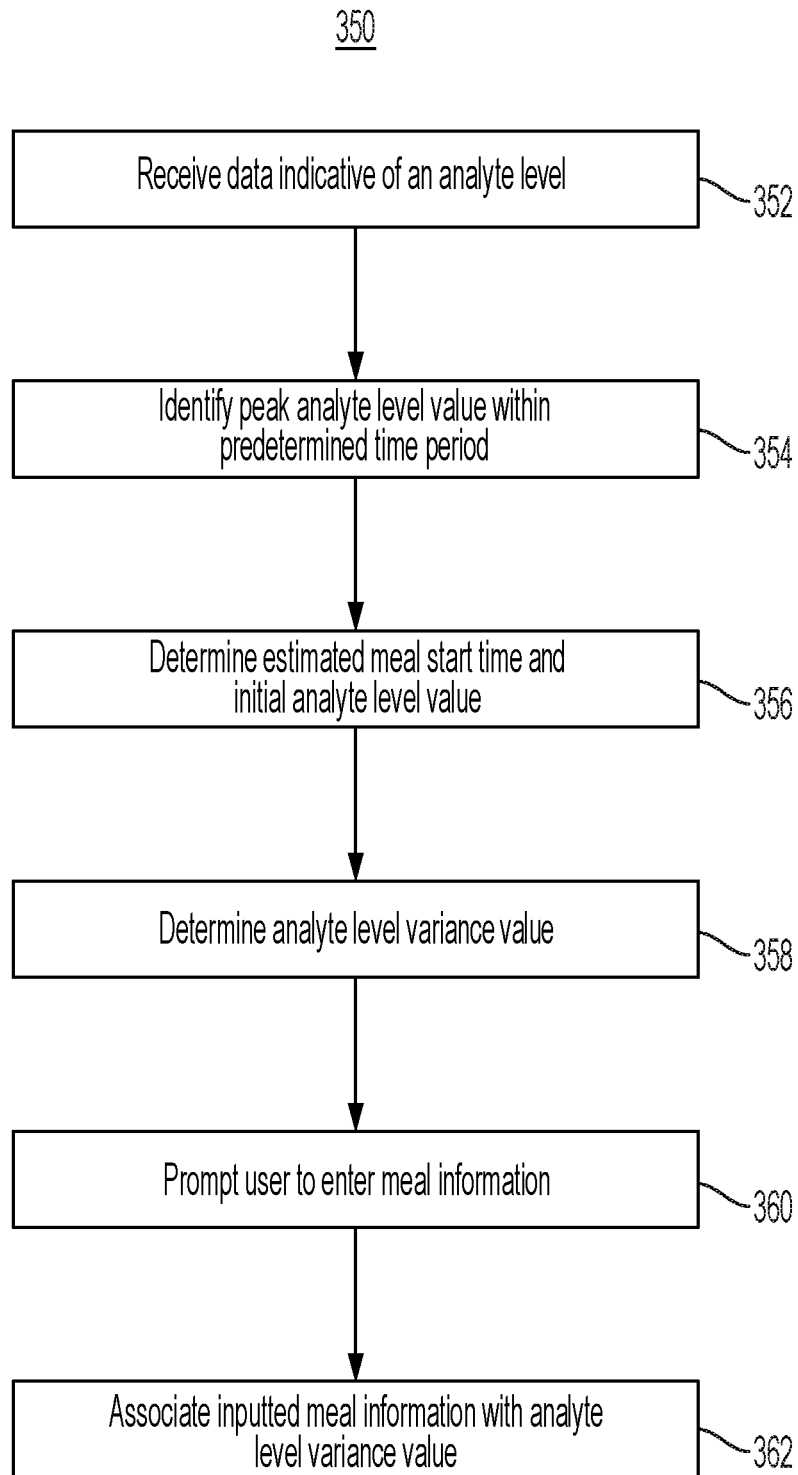 350
Receive data indicative of an analyte level
352
Identify peak analyte level value within
predetermined time period
354
Determine estimated meal start time and
initial analyte level value
356
Determine analyte level variance value
358
Prompt user to enter meal information
360
Associate inputted meal information with analyte
level variance value
362